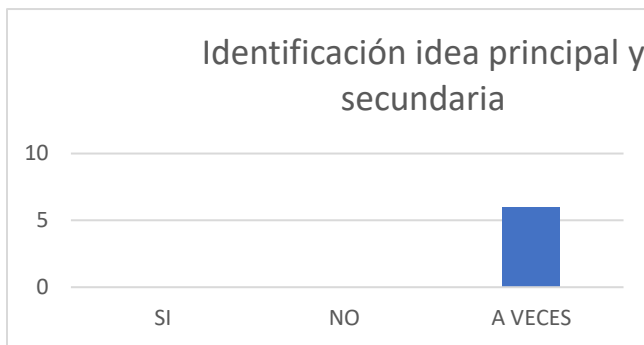 Identificación idea principal y
secundaria
10
5
0
SI NO A VECES